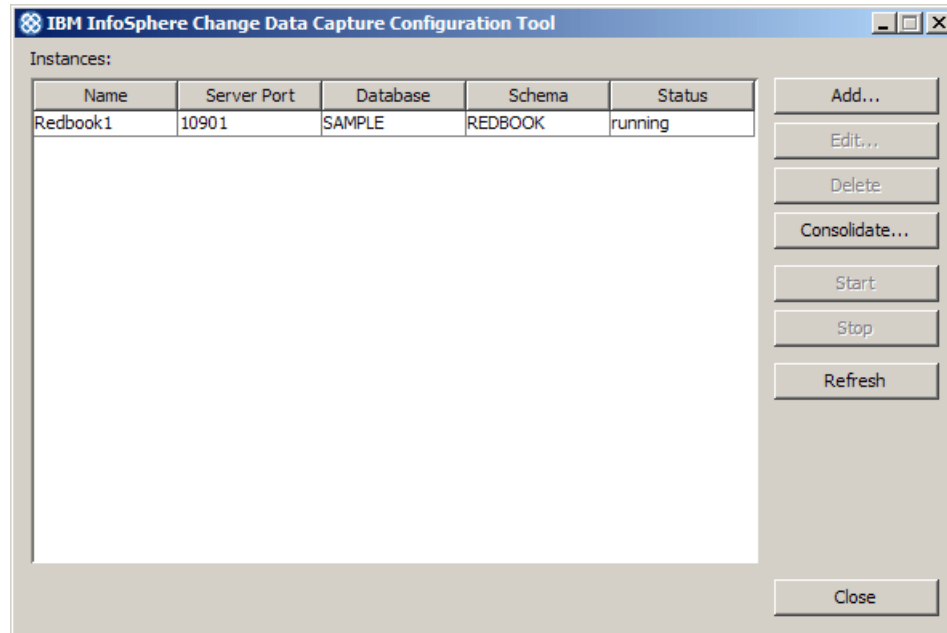 IBM InfoSphere Change Data Capture Configuration Tool
Instances:
Name Server Port Database Schema Status
Redbook1 10901 SAMPLE REDBOOK running
Add...
Edit...
Delete
Consolidate...
Start
Stop
Refresh
Close